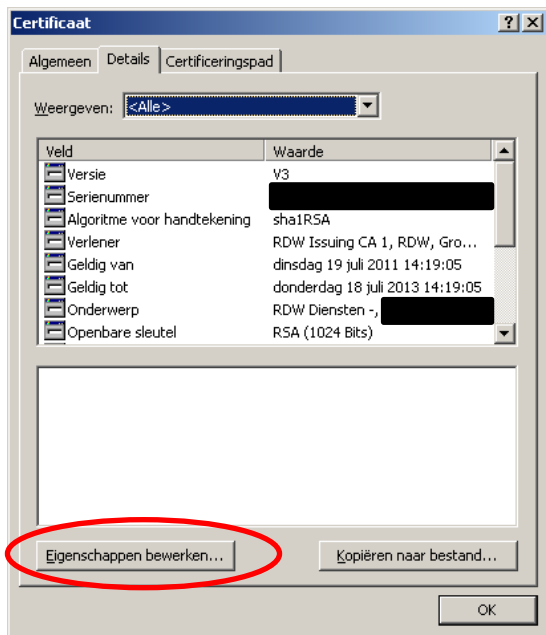 Certificaat
Algemeen Details Certificeringspad
Weergeven: <Alle>
Veld Waarde
Versie V3
Serienummer
Algoritme voor handtekening sha1RSA
Verlener RDW Issuing CA 1, RDW, Gro...
Geldig van dinsdag 19 juli 2011 14:19:05
Geldig tot donderdag 18 juli 2013 14:19:05
Onderwerp RDW Diensten -,
Openbare sleutel RSA (1024 Bits)
Eigenschappen bewerken... Kopiëren naar bestand...
OK